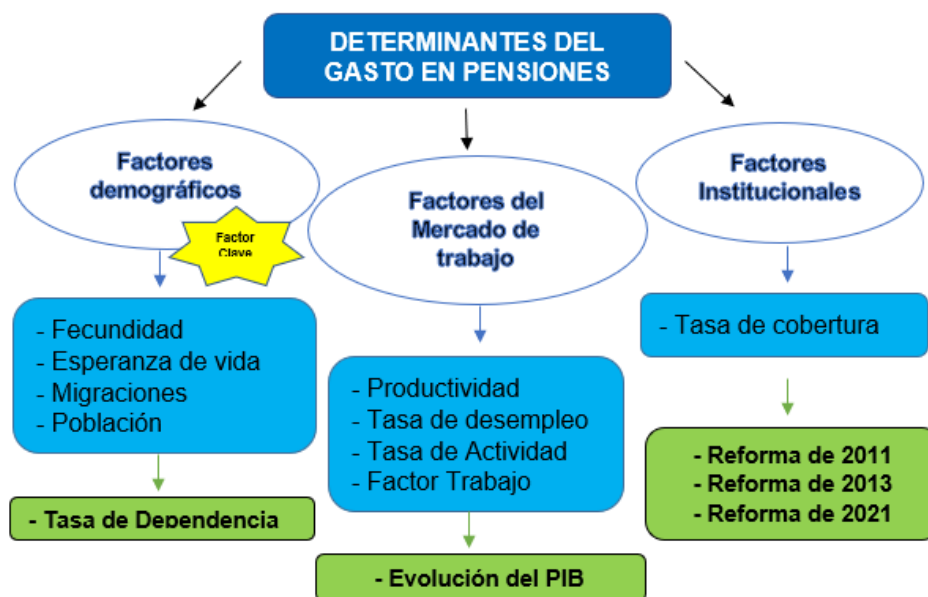 DETERMINANTES DEL
GASTO EN PENSIONES
Factores
demográficos
Factor
Clave
- Fecundidad
- Esperanza de vida
- Migraciones
- Población
- Tasa de Dependencia
Factores del
Mercado de
trabajo
- Productividad
- Tasa de desempleo
- Tasa de Actividad
- Factor Trabajo
- Evolución del PIB
Factores
Institucionales
- Tasa de cobertura
- Reforma de 2011
- Reforma de 2013
- Reforma de 2021